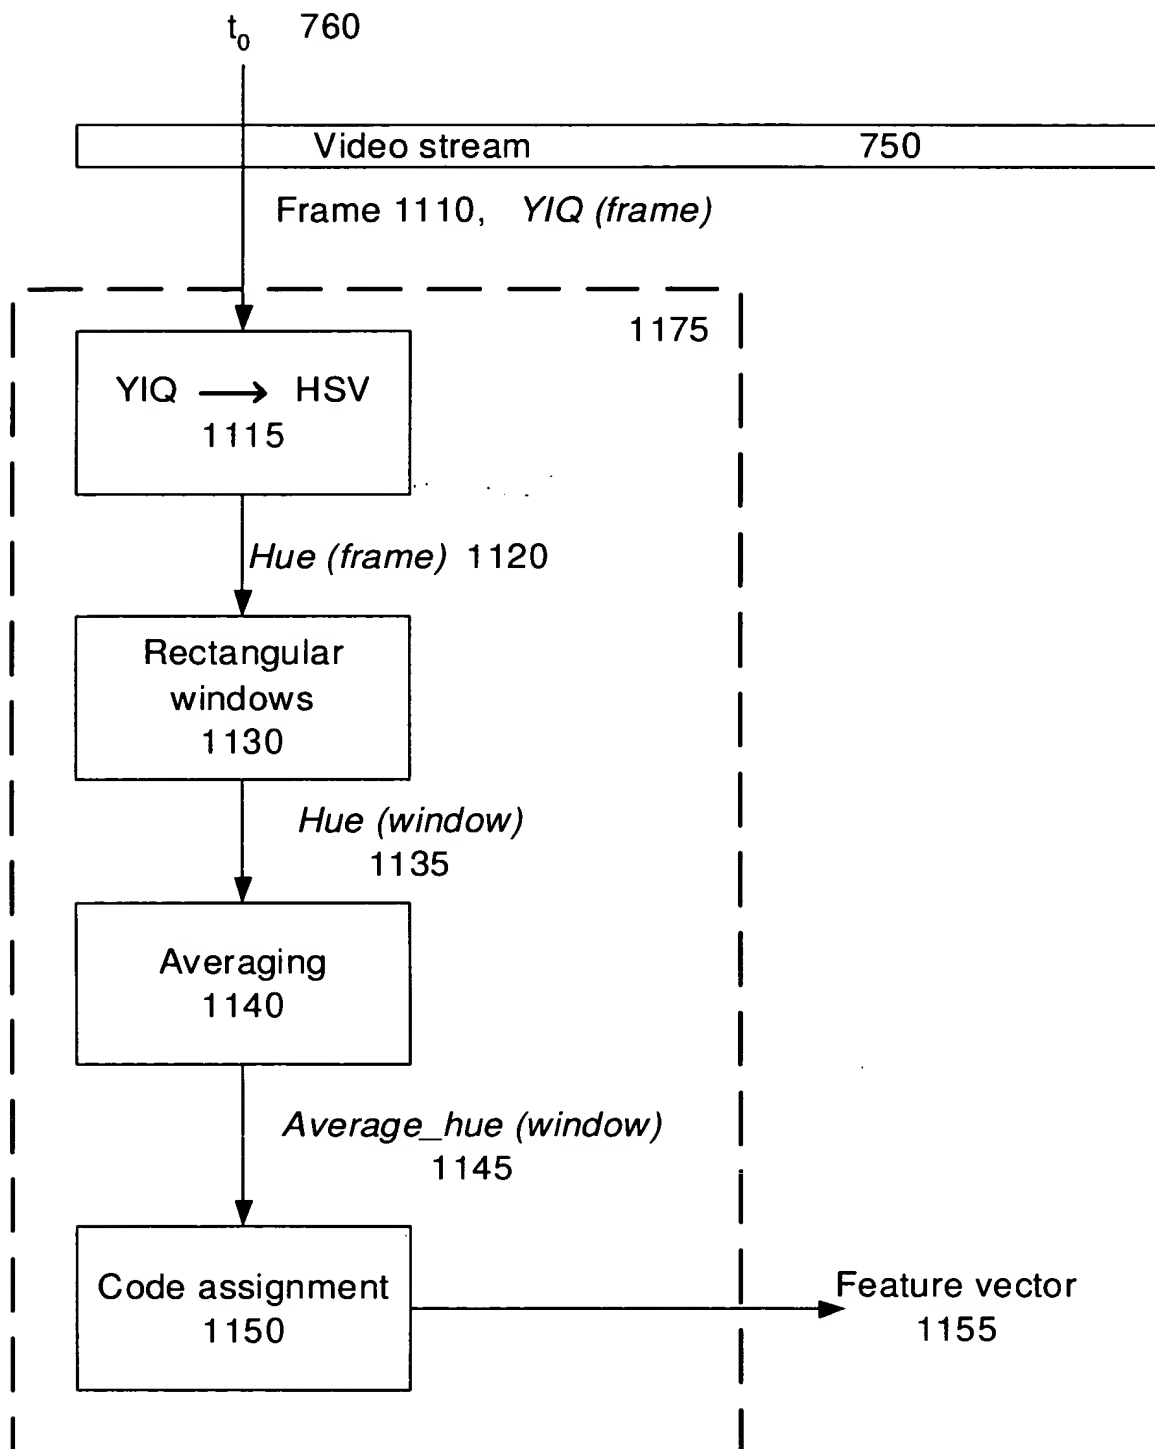 t0 760
Video stream 750
Frame 1110, YIQ (frame)
1175
YIQ → HSV
1115
Hue (frame) 1120
Rectangular
windows
1130
Hue (window)
1135
Averaging
1140
Average_hue (window)
1145
Code assignment
1150
Feature vector
1155